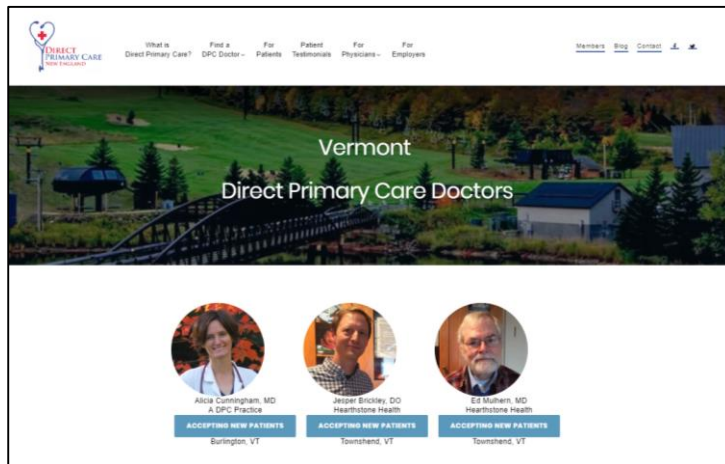 DIRECT
PRIMARY CARE
NEW ENGLAND
What is
Direct Primary Care?
Find a
DPC Doctor
For
Patients
Patient
Testimonials
For
Physicians
For
Employers
Members Blog Contact
Vermont
Direct Primary Care Doctors
Alicia Cunningham, MD
A DPC Practice
ACCEPTING NEW PATIENTS
Burlington, VT
Jesper Brickley, DO
Hearthstone Health
ACCEPTING NEW PATIENTS
Townshend, VT
Ed Mulhern, MD
Hearthstone Health
ACCEPTING NEW PATIENTS
Townshend, VT